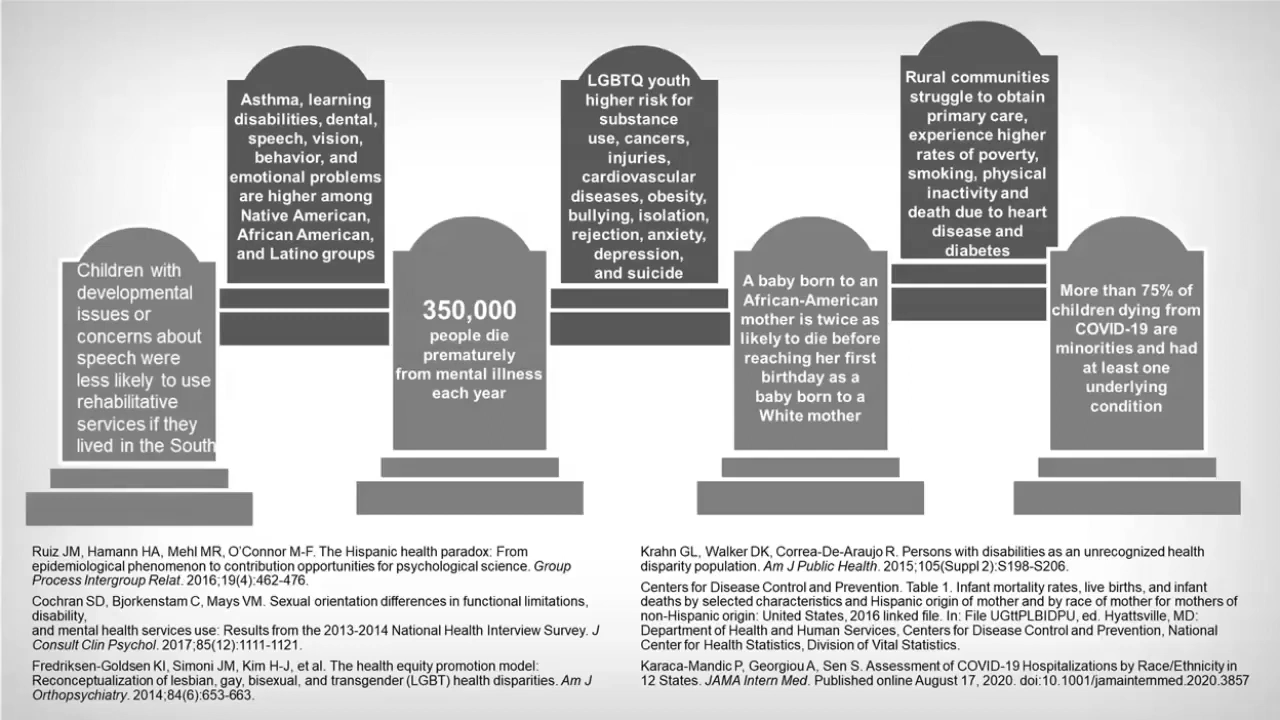 Children with
developmental
issues or
concerns about
speech were
less likely to use
rehabilitative
services if they
lived in the South
Asthma, learning
disabilities, dental,
speech, vision,
behavior, and
emotional problems
are higher among
Native American,
African American,
and Latino groups
350,000
people die
prematurely
from mental illness
each year
LGBTQ youth
higher risk for
substance
use, cancers,
injuries,
cardiovascular
diseases, obesity,
bullying, isolation,
rejection, anxiety,
depression,
and suicide
A baby born to an
African-American
mother is twice as
likely to die before
reaching her first
birthday as a
baby born to a
White mother
Rural communities
struggle to obtain
primary care,
experience higher
rates of poverty,
smoking, physical
inactivity and
death due to heart
disease and
diabetes
More than 75% of
children dying from
COVID-19 are
minorities and had
at least one
underlying
condition
Ruiz JM, Hamann HA, Mehl MR, O'Connor M-F. The Hispanic health paradox: From
epidemiological phenomenon to contribution opportunities for psychological science. Group
Process Intergroup Relat. 2016;19(4):462-476.
Cochran SD, Bjorkenstam C, Mays VM. Sexual orientation differences in functional limitations,
disability,
and mental health services use: Results from the 2013-2014 National Health Interview Survey. J
Consult Clin Psychol. 2017;85(12):1111-1121.
Fredriksen-Goldsen KI, Simoni JM, Kim H-J, et al. The health equity promotion model:
Reconceptualization of lesbian, gay, bisexual, and transgender (LGBT) health disparities. Am J
Orthopsychiatry. 2014;84(6):653-663.
Krahn GL, Walker DK, Correa-De-Araujo R. Persons with disabilities as an unrecognized health
disparity population. Am J Public Health. 2015;105(Suppl 2):S198-S206.
Centers for Disease Control and Prevention. Table 1. Infant mortality rates, live births, and infant
deaths by selected characteristics and Hispanic origin of mother and by race of mother for mothers of
non-Hispanic origin: United States, 2016 linked file. In: File UGttPLBIDPU, ed. Hyattsville, MD:
Department of Health and Human Services, Centers for Disease Control and Prevention, National
Center for Health Statistics, Division of Vital Statistics.
Karaca-Mandic P, Georgiou A, Sen S. Assessment of COVID-19 Hospitalizations by Race/Ethnicity in
12 States. JAMA Intern Med. Published online August 17, 2020. doi:10.1001/jamainternmed.2020.3857